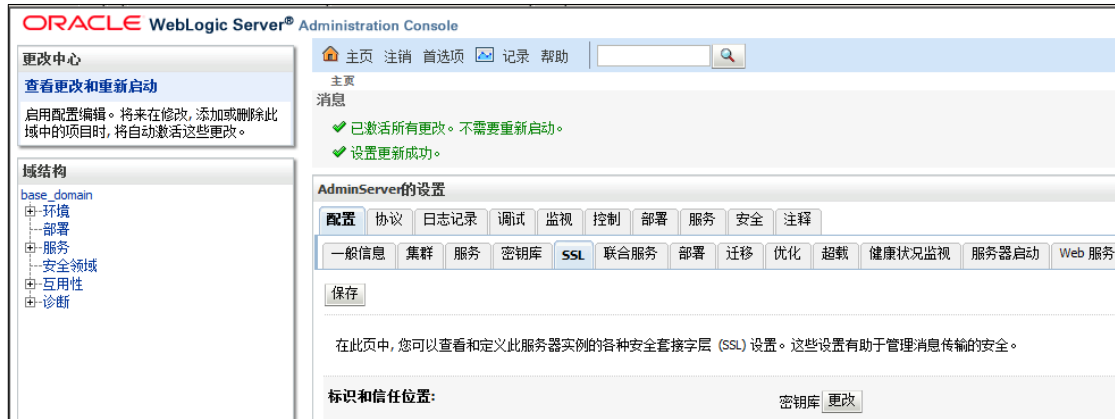 ORACLE WebLogic Server® Administration Console
更改中心
查看更改和重新启动
启用配置编辑。将来在修改, 添加或删除此
域中的项目时, 将自动激活这些更改。
域结构
base_domain
环境
部署
服务
安全领域
互用性
诊断
主页 注销 首选项 记录 帮助
主页
消息
已激活所有更改。不需要重新启动。
设置更新成功。
AdminServer的设置
配置 协议 日志记录 调试 监视 控制 部署 服务 安全 注释
一般信息 集群 服务 密钥库 SSL 联合服务 部署 迁移 优化 超载 健康状况监视 服务器启动 Web 服务
保存
在此页中, 您可以查看和定义此服务器实例的各种安全套接字层 (SSL) 设置。这些设置有助于管理消息传输的安全。
标识和信任位置: 密钥库 更改